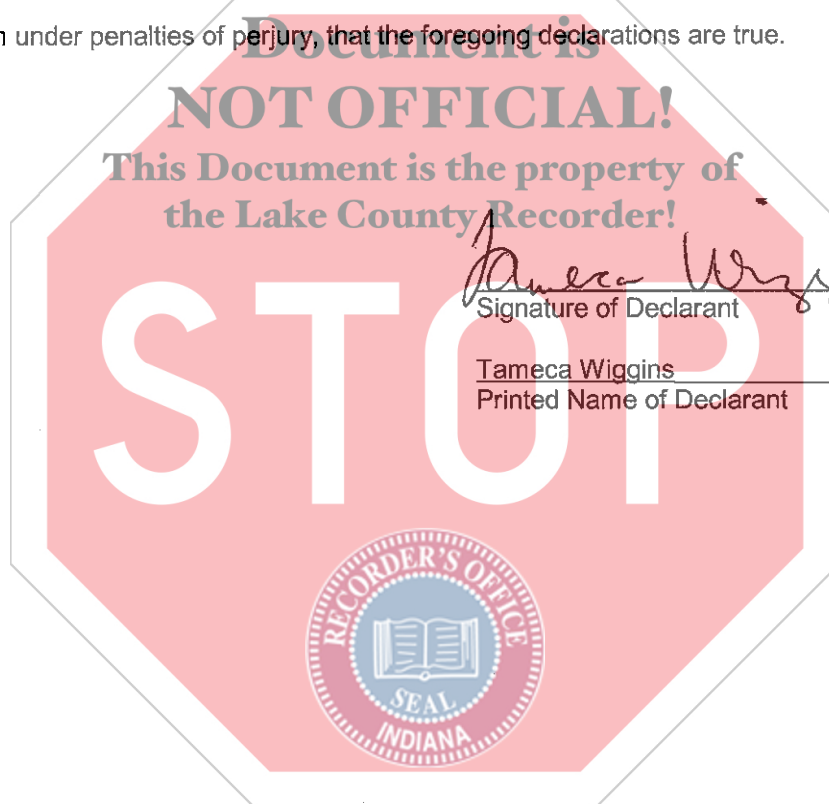 under penalties of perjury, that the foregoing declarations are true.
Document is
NOT OFFICIAL!
This Document is the property of
the Lake County Recorder!
Tameca Wiggins
Signature of Declarant
Tameca Wiggins
Printed Name of Declarant
STOP
RECORDER'S OFFICE
SEAL
INDIANA